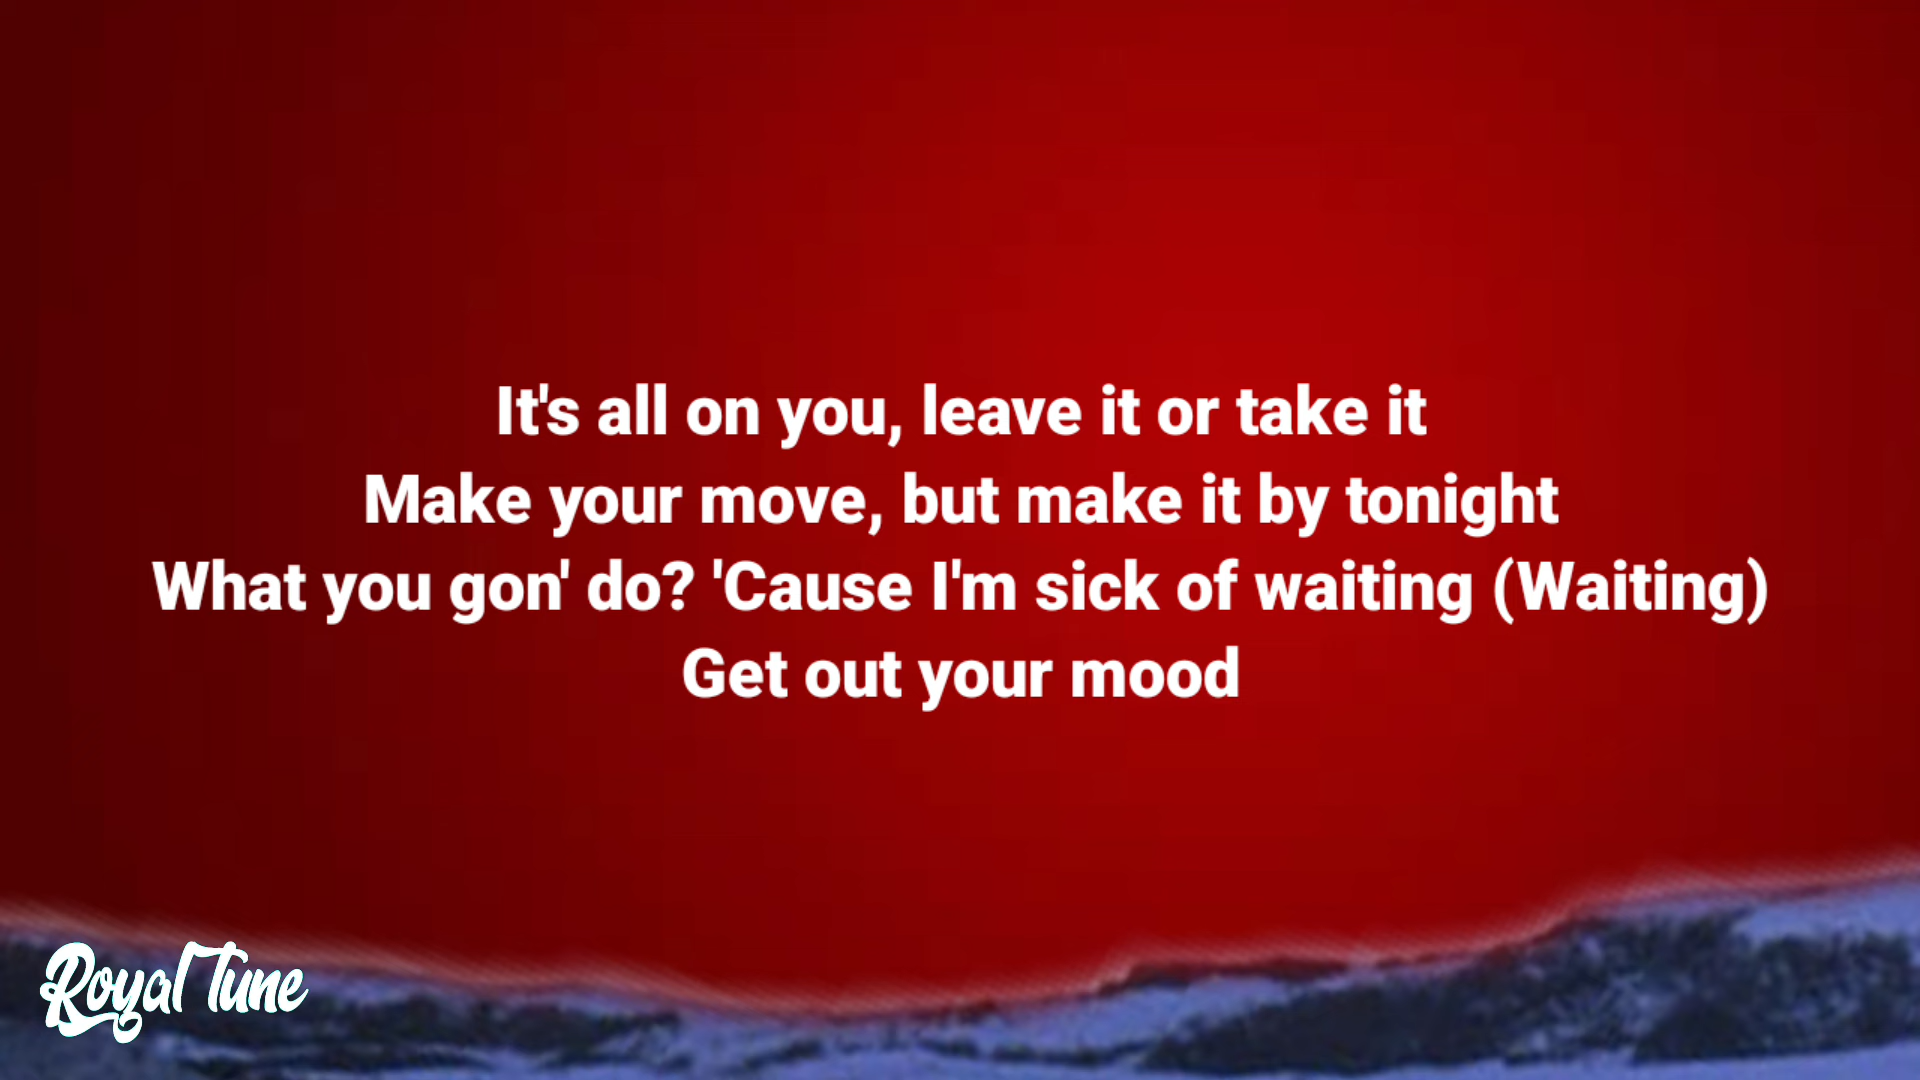 It's all on you, leave it or take it
Make your move, but make it by tonight
What you gon' do? 'Cause I'm sick of waiting (Waiting)
Get out your mood
Royal Tune